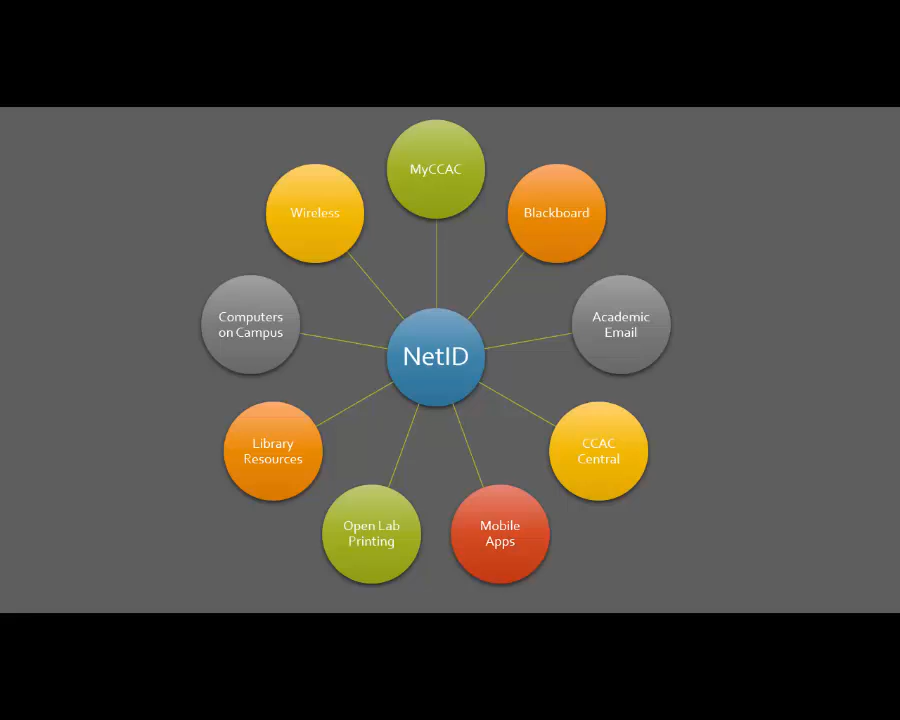 MyCCAC
Wireless
Blackboard
Computers
on Campus
Academic
Email
NetID
Library
Resources
CCAC
Central
Open Lab
Printing
Mobile
Apps